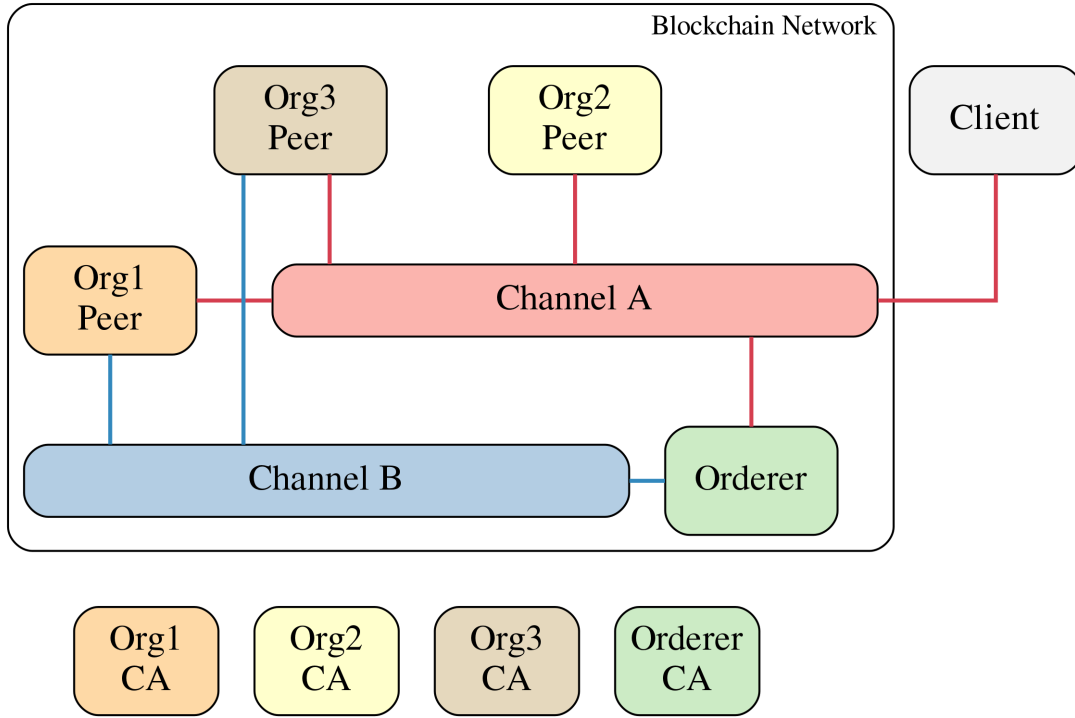 Blockchain Network
Org3
Peer
Org2
Peer
Client
Org1
Peer
Channel A
Channel B
Orderer
Org1
CA
Org2
CA
Org3
CA
Orderer
CA